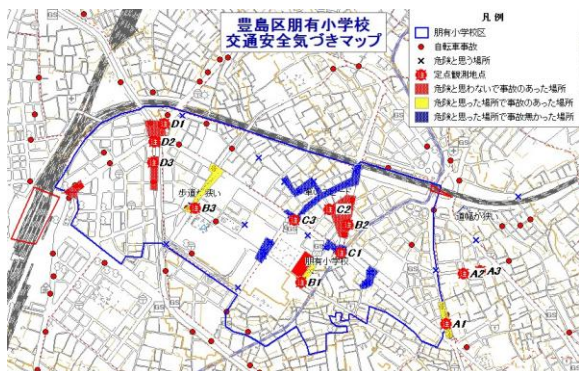 豊島区朋有小学校
交通安全気づきマップ
凡例
朋有小学校区
自転車事故
危険と思う場所
定点観測地点
危険と思わないで事故のあった場所
危険と思った場所で事故のあった場所
危険と思った場所で事故無かった場所
D1
D2
D3
歩道が狭い
B3
C3
C2
B2
道幅が狭い
C1
朋有小学校
B1
A2
A3
A1